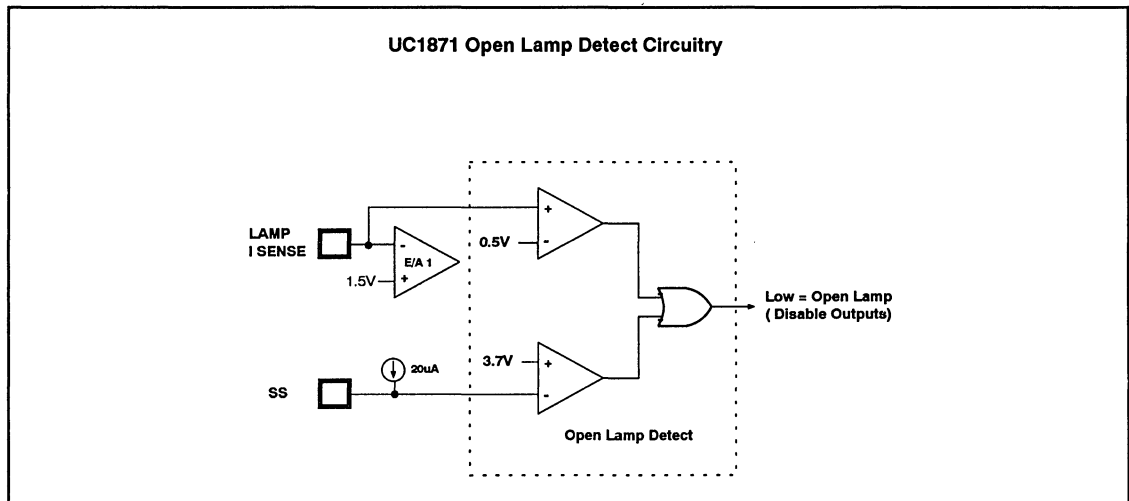 UC1871 Open Lamp Detect Circuitry
LAMP
I SENSE
-
E/A 1
+
1.5V
+
0.5V
-
Low = Open Lamp
( Disable Outputs)
3.7V
+
-
20uA
SS
Open Lamp Detect